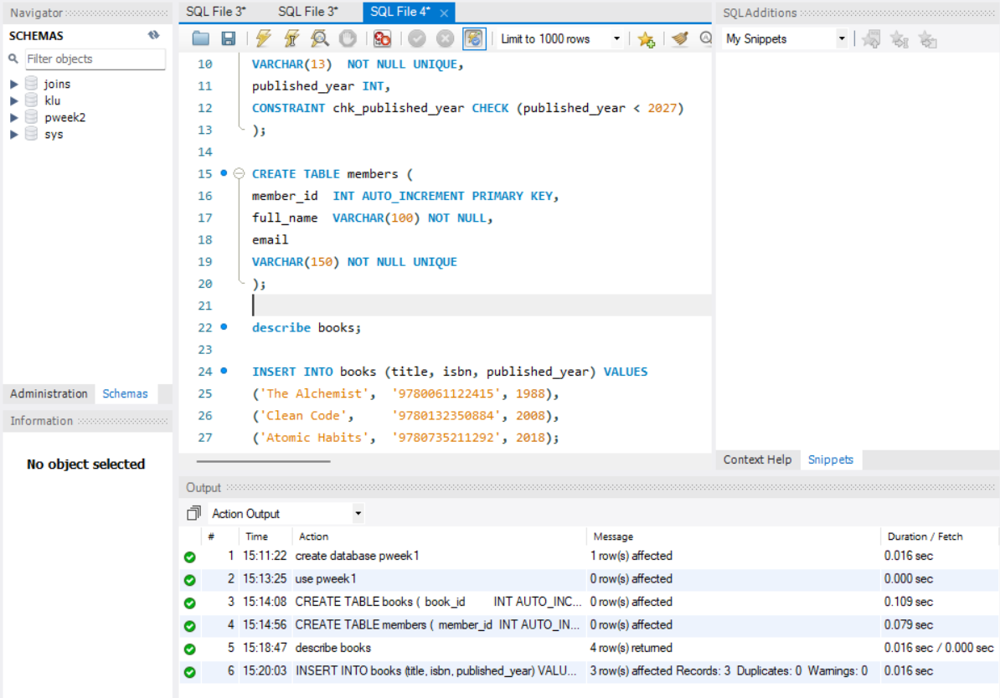 Navigator
SCHEMAS
Filter objects
joins
klu
pweek2
sys
Administration Schemas
Information
No object selected
SQL File 3* SQL File 3* SQL File 4* ×
Limit to 1000 rows
10 VARCHAR(13) NOT NULL UNIQUE,
11 published_year INT,
12 CONSTRAINT chk_published_year CHECK (published_year < 2027)
13 );
14
15 CREATE TABLE members (
16 member_id INT AUTO_INCREMENT PRIMARY KEY,
17 full_name VARCHAR(100) NOT NULL,
18 email
19 VARCHAR(150) NOT NULL UNIQUE
20 );
21
22 describe books;
23
24 INSERT INTO books (title, isbn, published_year) VALUES
25 ('The Alchemist', '9780061122415', 1988),
26 ('Clean Code', '9780132350884', 2008),
27 ('Atomic Habits', '9780735211292', 2018);
SQLAdditions
My Snippets
Context Help Snippets
Output
Action Output
# Time Action Message Duration / Fetch
1 15:11:22 create database pweek1 1 row(s) affected 0.016 sec
2 15:13:25 use pweek1 0 row(s) affected 0.000 sec
3 15:14:08 CREATE TABLE books ( book_id INT AUTO_INC... 0 row(s) affected 0.109 sec
4 15:14:56 CREATE TABLE members ( member_id INT AUTO_IN... 0 row(s) affected 0.079 sec
5 15:18:47 describe books 4 row(s) returned 0.016 sec / 0.000 sec
6 15:20:03 INSERT INTO books (title, isbn, published_year) VALU... 3 row(s) affected Records: 3 Duplicates: 0 Warnings: 0 0.016 sec